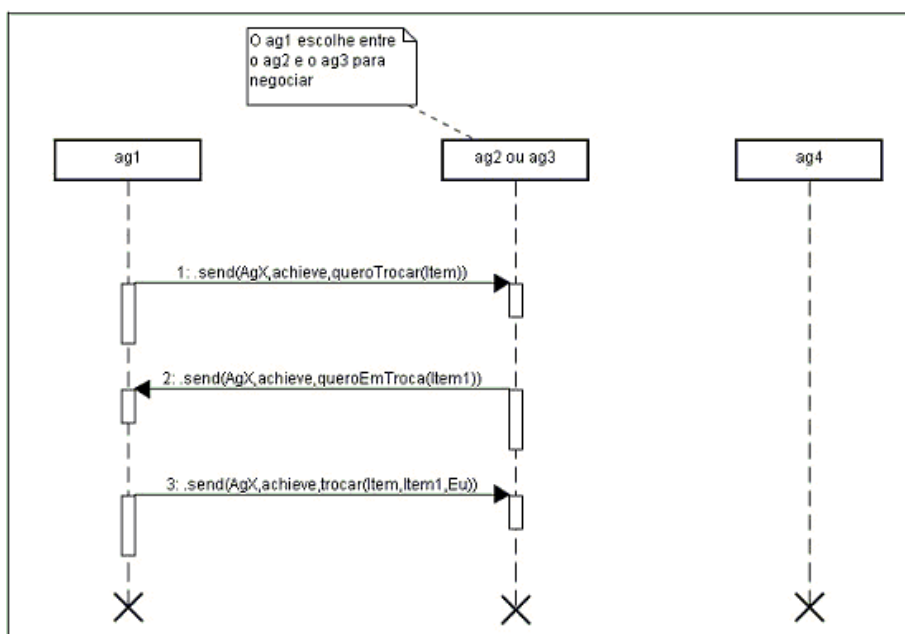 O ag1 escolhe entre
o ag2 e o ag3 para
negociar
ag1
ag2 ou ag3
ag4
1: .send(AgX,achieve,queroTrocar(Item))
2: .send(AgX,achieve,queroEmTroca(Item1))
3: .send(AgX,achieve,trocar(Item,Item1,Eu))